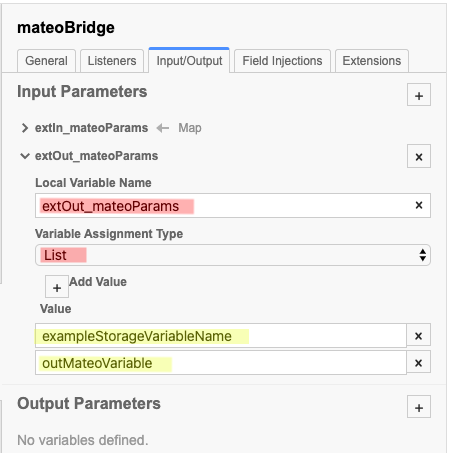 mateoBridge
General Listeners Input/Output Field Injections Extensions
Input Parameters +
extIn_mateoParams Map
extOut_mateoParams ×
Local Variable Name
extOut_mateoParams ×
Variable Assignment Type
List
+ Add Value
Value
exampleStorageVariableName ×
outMateoVariable ×
Output Parameters +
No variables defined.